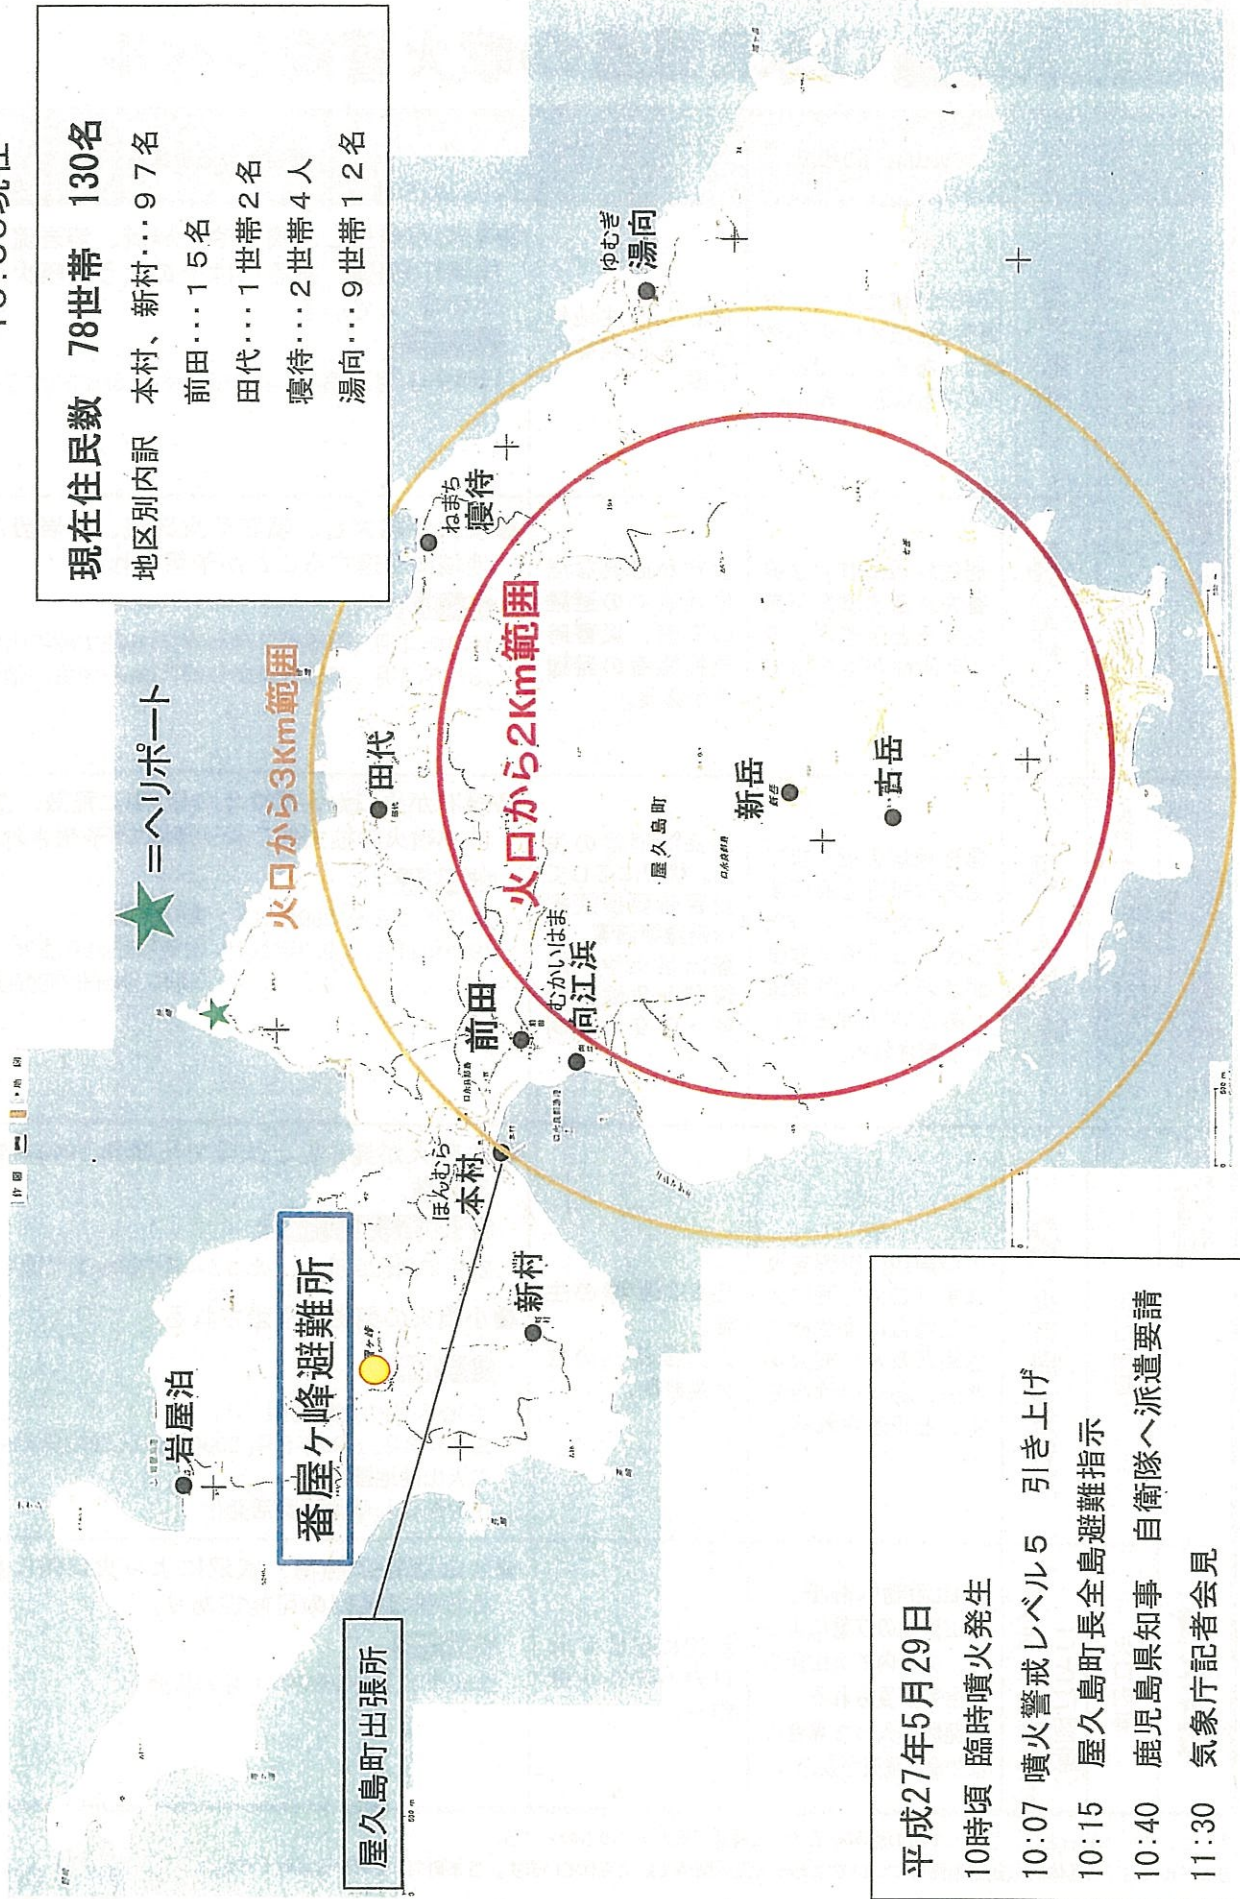 現在住民数　78世帯　130名
地区別内訳　本村、新村･･･９７名
前田･･･１５名
田代･･･１世帯２名
寝待･･･２世帯４人
湯向･･･９世帯１２名
＝ヘリポート
火口から3Km範囲
火口から2Km範囲
ゆむぎ
湯向
ねまち
寝待
田代
屋久島町
新岳
古岳
前田
むかいはま
向江浜
ほんむら
本村
新村
番屋ヶ峰避難所
岩屋泊
屋久島町出張所
平成27年5月29日
10時頃 臨時噴火発生
10:07 噴火警戒レベル５　引き上げ
10:15　屋久島町長全島避難指示
10:40　鹿児島県知事　自衛隊へ派遣要請
11:30　気象庁記者会見